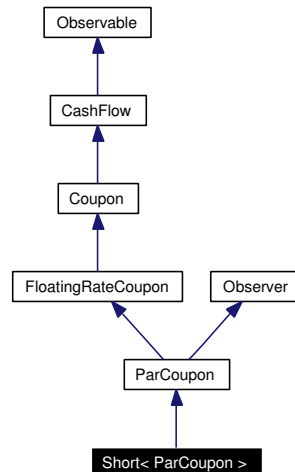 Observable
CashFlow
Coupon
FloatingRateCoupon
Observer
ParCoupon
Short< ParCoupon >